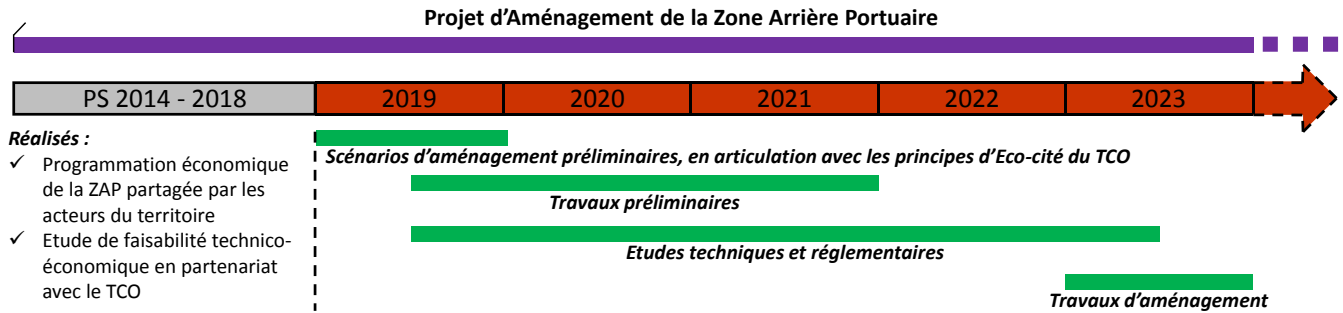 Projet d'Aménagement de la Zone Arrière Portuaire
PS 2014 - 2018
2019
2020
2021
2022
2023
Réalisés :
✓ Programmation économique
de la ZAP partagée par les
acteurs du territoire
✓ Etude de faisabilité technico-
économique en partenariat
avec le TCO
Scénarios d'aménagement préliminaires, en articulation avec les principes d'Eco-cité du TCO
Travaux préliminaires
Etudes techniques et réglementaires
Travaux d'aménagement